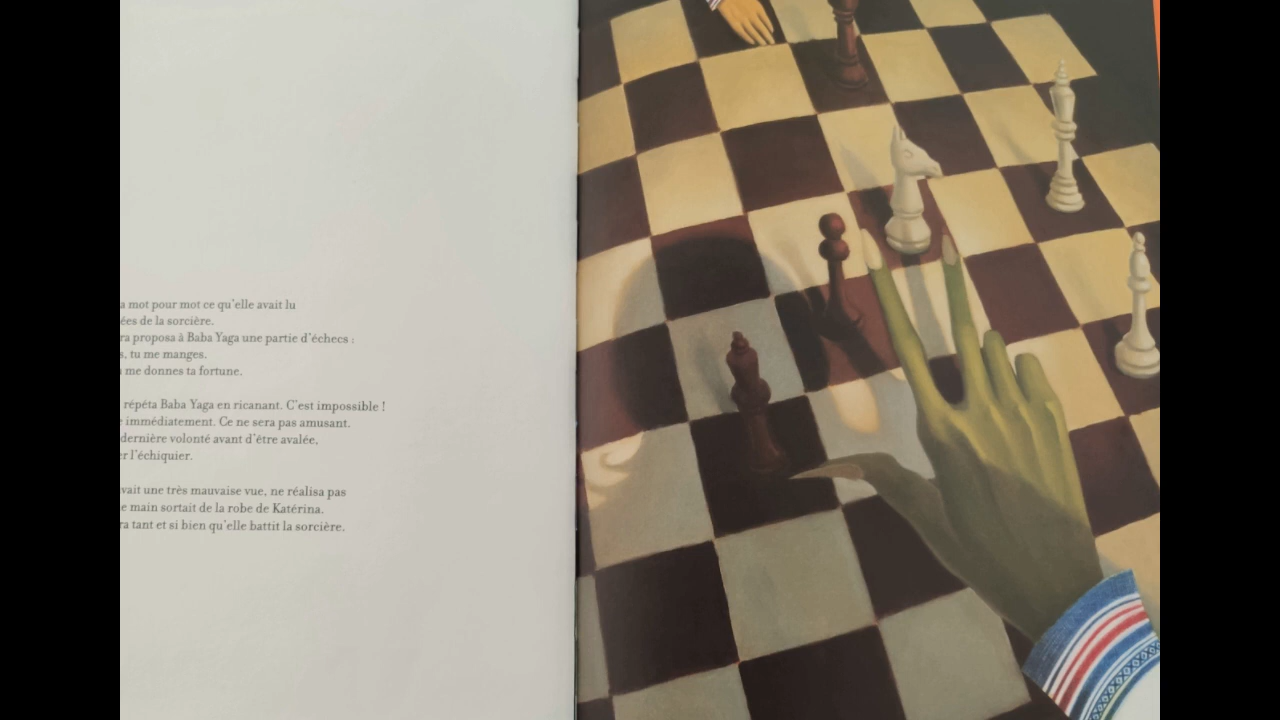 a mot pour mot ce qu'elle avait lu
ées de la sorcière.
ra proposa à Baba Yaga une partie d'échecs :
s, tu me manges.
me donnes ta fortune.
répéta Baba Yaga en ricanant. C'est impossible !
immédiatement. Ce ne sera pas amusant.
dernière volonté avant d'être avalée,
er l'échiquier.
vait une très mauvaise vue, ne réalisa pas
e main sortait de la robe de Katérina.
ra tant et si bien qu'elle battit la sorcière.